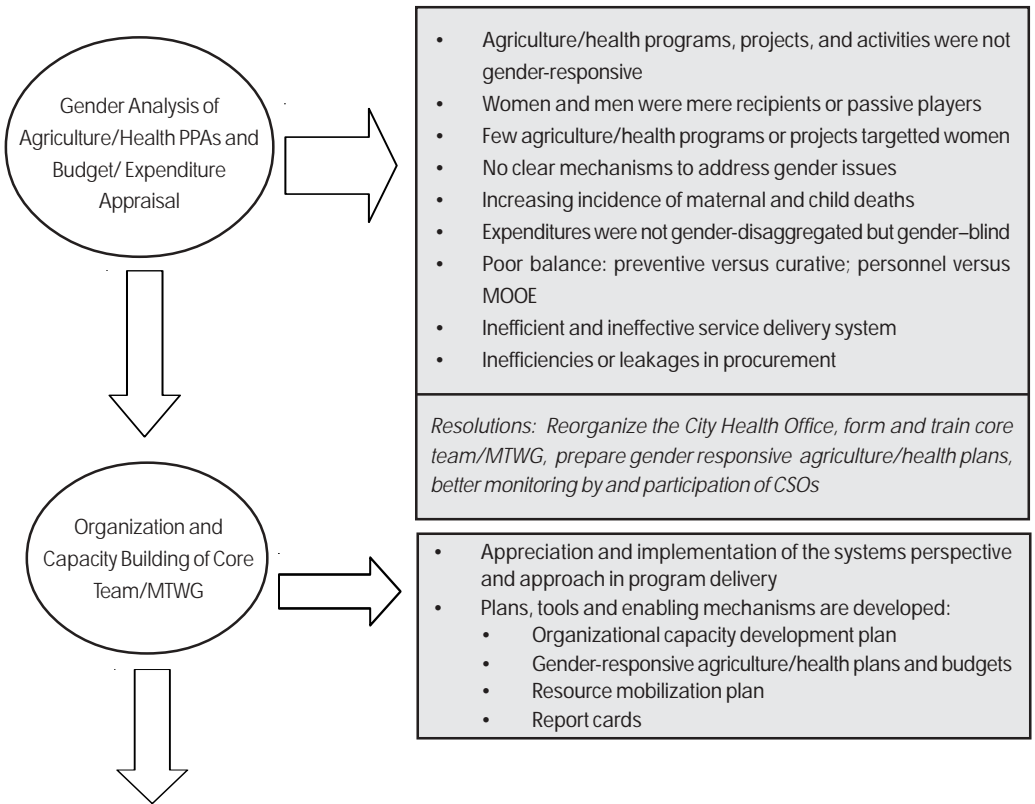 Gender Analysis of
Agriculture/Health PPAs and
Budget/ Expenditure
Appraisal
• Agriculture/health programs, projects, and activities were not
gender-responsive
• Women and men were mere recipients or passive players
• Few agriculture/health programs or projects targetted women
• No clear mechanisms to address gender issues
• Increasing incidence of maternal and child deaths
• Expenditures were not gender-disaggregated but gender–blind
• Poor balance: preventive versus curative; personnel versus
MOOE
• Inefficient and ineffective service delivery system
• Inefficiencies or leakages in procurement
Resolutions: Reorganize the City Health Office, form and train core
team/MTWG, prepare gender responsive agriculture/health plans,
better monitoring by and participation of CSOs
Organization and
Capacity Building of Core
Team/MTWG
• Appreciation and implementation of the systems perspective
and approach in program delivery
• Plans, tools and enabling mechanisms are developed:
• Organizational capacity development plan
• Gender-responsive agriculture/health plans and budgets
• Resource mobilization plan
• Report cards